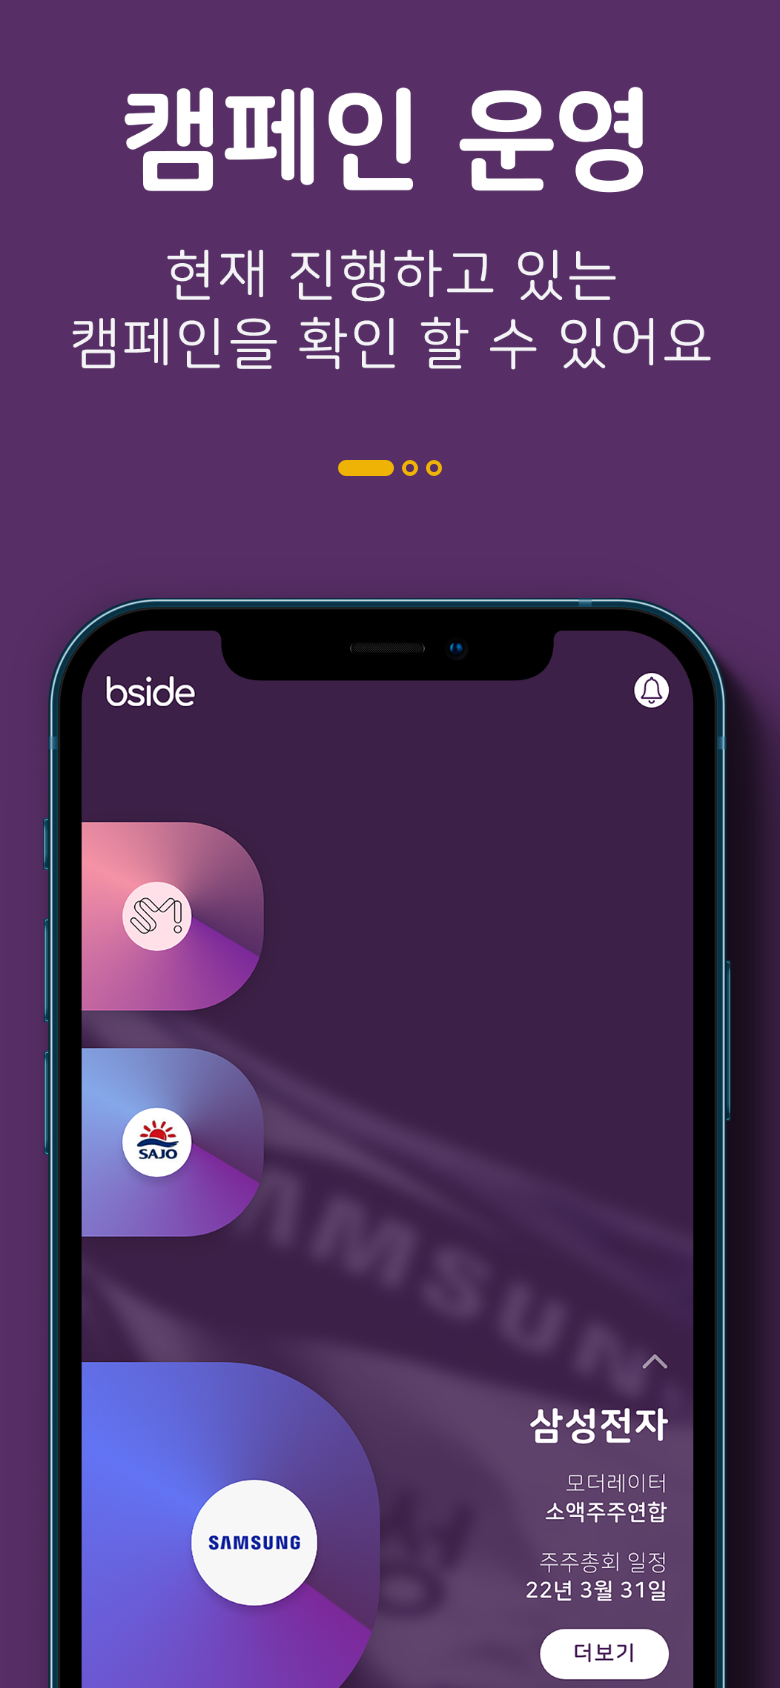 캠페인 운영
현재 진행하고 있는
캠페인을 확인 할 수 있어요
bside
SM!
SAJO
SAMSUN
삼성전자
모더레이터
SAMSUNG
소액주주연합
성
주주총회 일정
22년 3월 31일
더보기